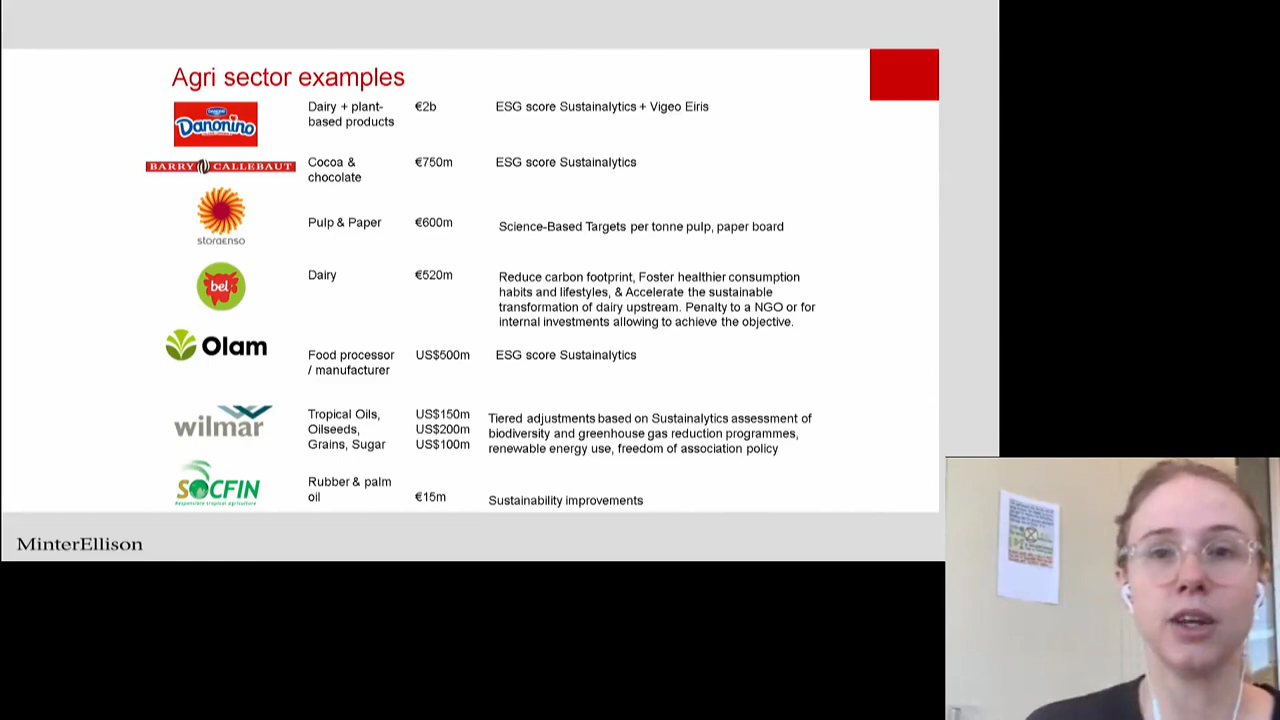 Agri sector examples
Danonino
Dairy + plant-
based products
€2b
ESG score Sustainalytics + Vigeo Eiris
BARRY CALLEBAUT
Cocoa &
chocolate
€750m
ESG score Sustainalytics
storaenso
Pulp & Paper
€600m
Science-Based Targets per tonne pulp, paper board
bel
Dairy
€520m
Reduce carbon footprint, Foster healthier consumption
habits and lifestyles, & Accelerate the sustainable
transformation of dairy upstream. Penalty to a NGO or for
internal investments allowing to achieve the objective.
Olam
Food processor
/ manufacturer
US$500m
ESG score Sustainalytics
wilmar
Tropical Oils,
Oilseeds,
Grains, Sugar
US$150m
US$200m
US$100m
Tiered adjustments based on Sustainalytics assessment of
biodiversity and greenhouse gas reduction programmes,
renewable energy use, freedom of association policy
SOCFIN
Responsible tropical agriculture
Rubber & palm
oil
€15m
Sustainability improvements
MinterEllison